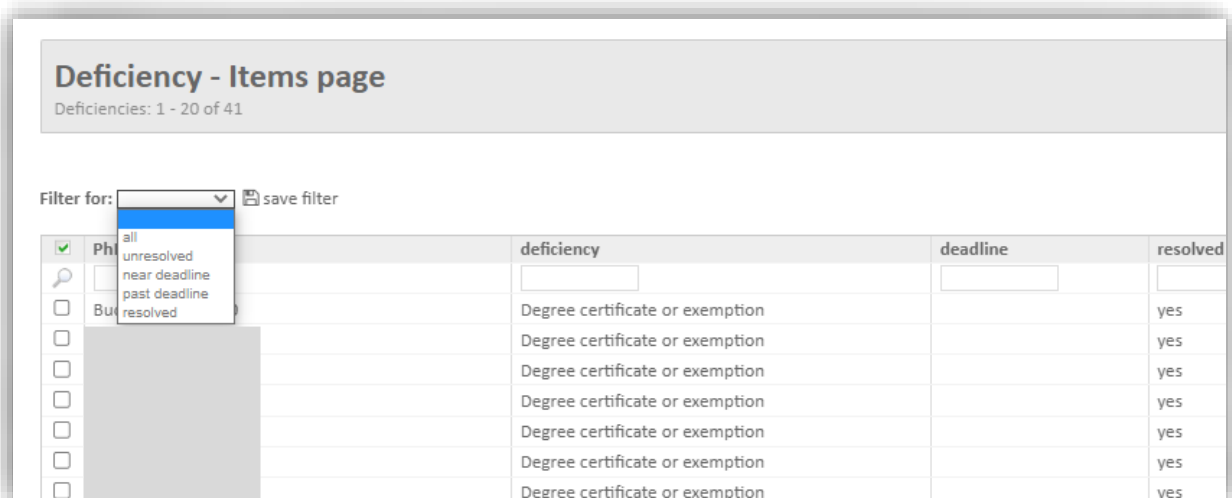 Deficiency - Items page
Deficiencies: 1 - 20 of 41
Filter for: save filter
all
unresolved
near deadline
past deadline
resolved
deficiency deadline resolved
Degree certificate or exemption yes
Degree certificate or exemption yes
Degree certificate or exemption yes
Degree certificate or exemption yes
Degree certificate or exemption yes
Degree certificate or exemption yes
Degree certificate or exemption yes